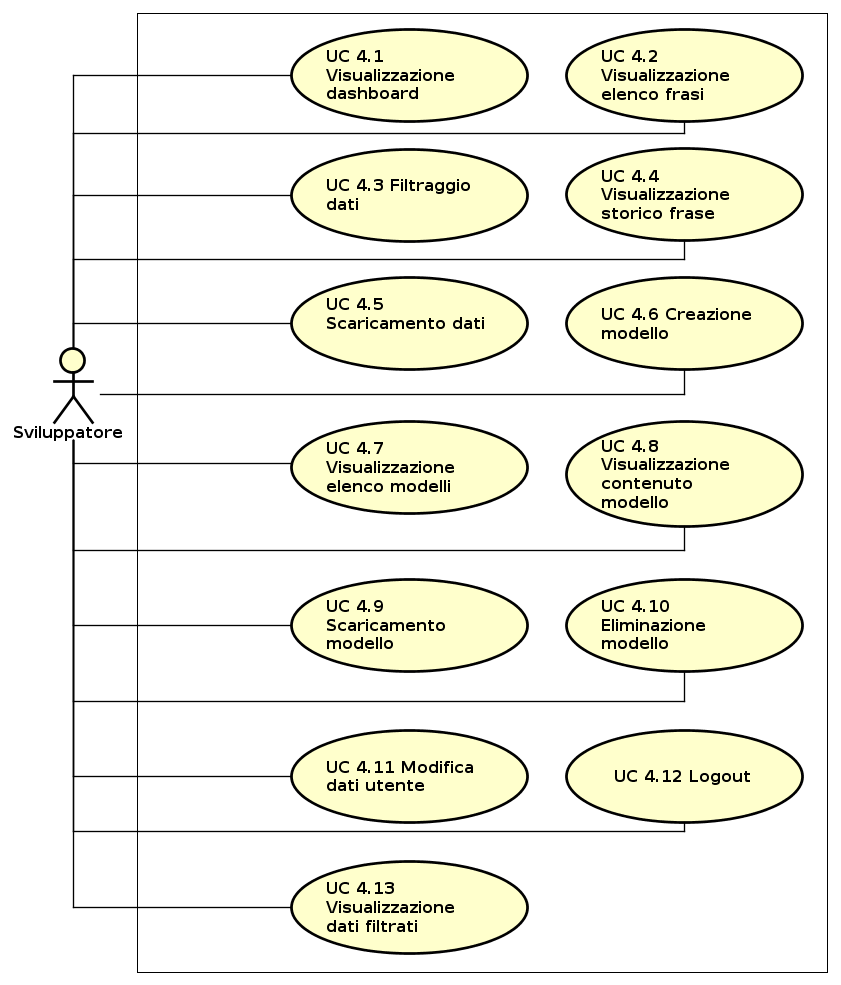 UC 4.1
Visualizzazione
dashboard
UC 4.2
Visualizzazione
elenco frasi
UC 4.3 Filtraggio
dati
UC 4.4
Visualizzazione
storico frase
UC 4.5
Scaricamento dati
UC 4.6 Creazione
modello
Sviluppatore
UC 4.7
Visualizzazione
elenco modelli
UC 4.8
Visualizzazione
contenuto
modello
UC 4.9
Scaricamento
modello
UC 4.10
Eliminazione
modello
UC 4.11 Modifica
dati utente
UC 4.12 Logout
UC 4.13
Visualizzazione
dati filtrati